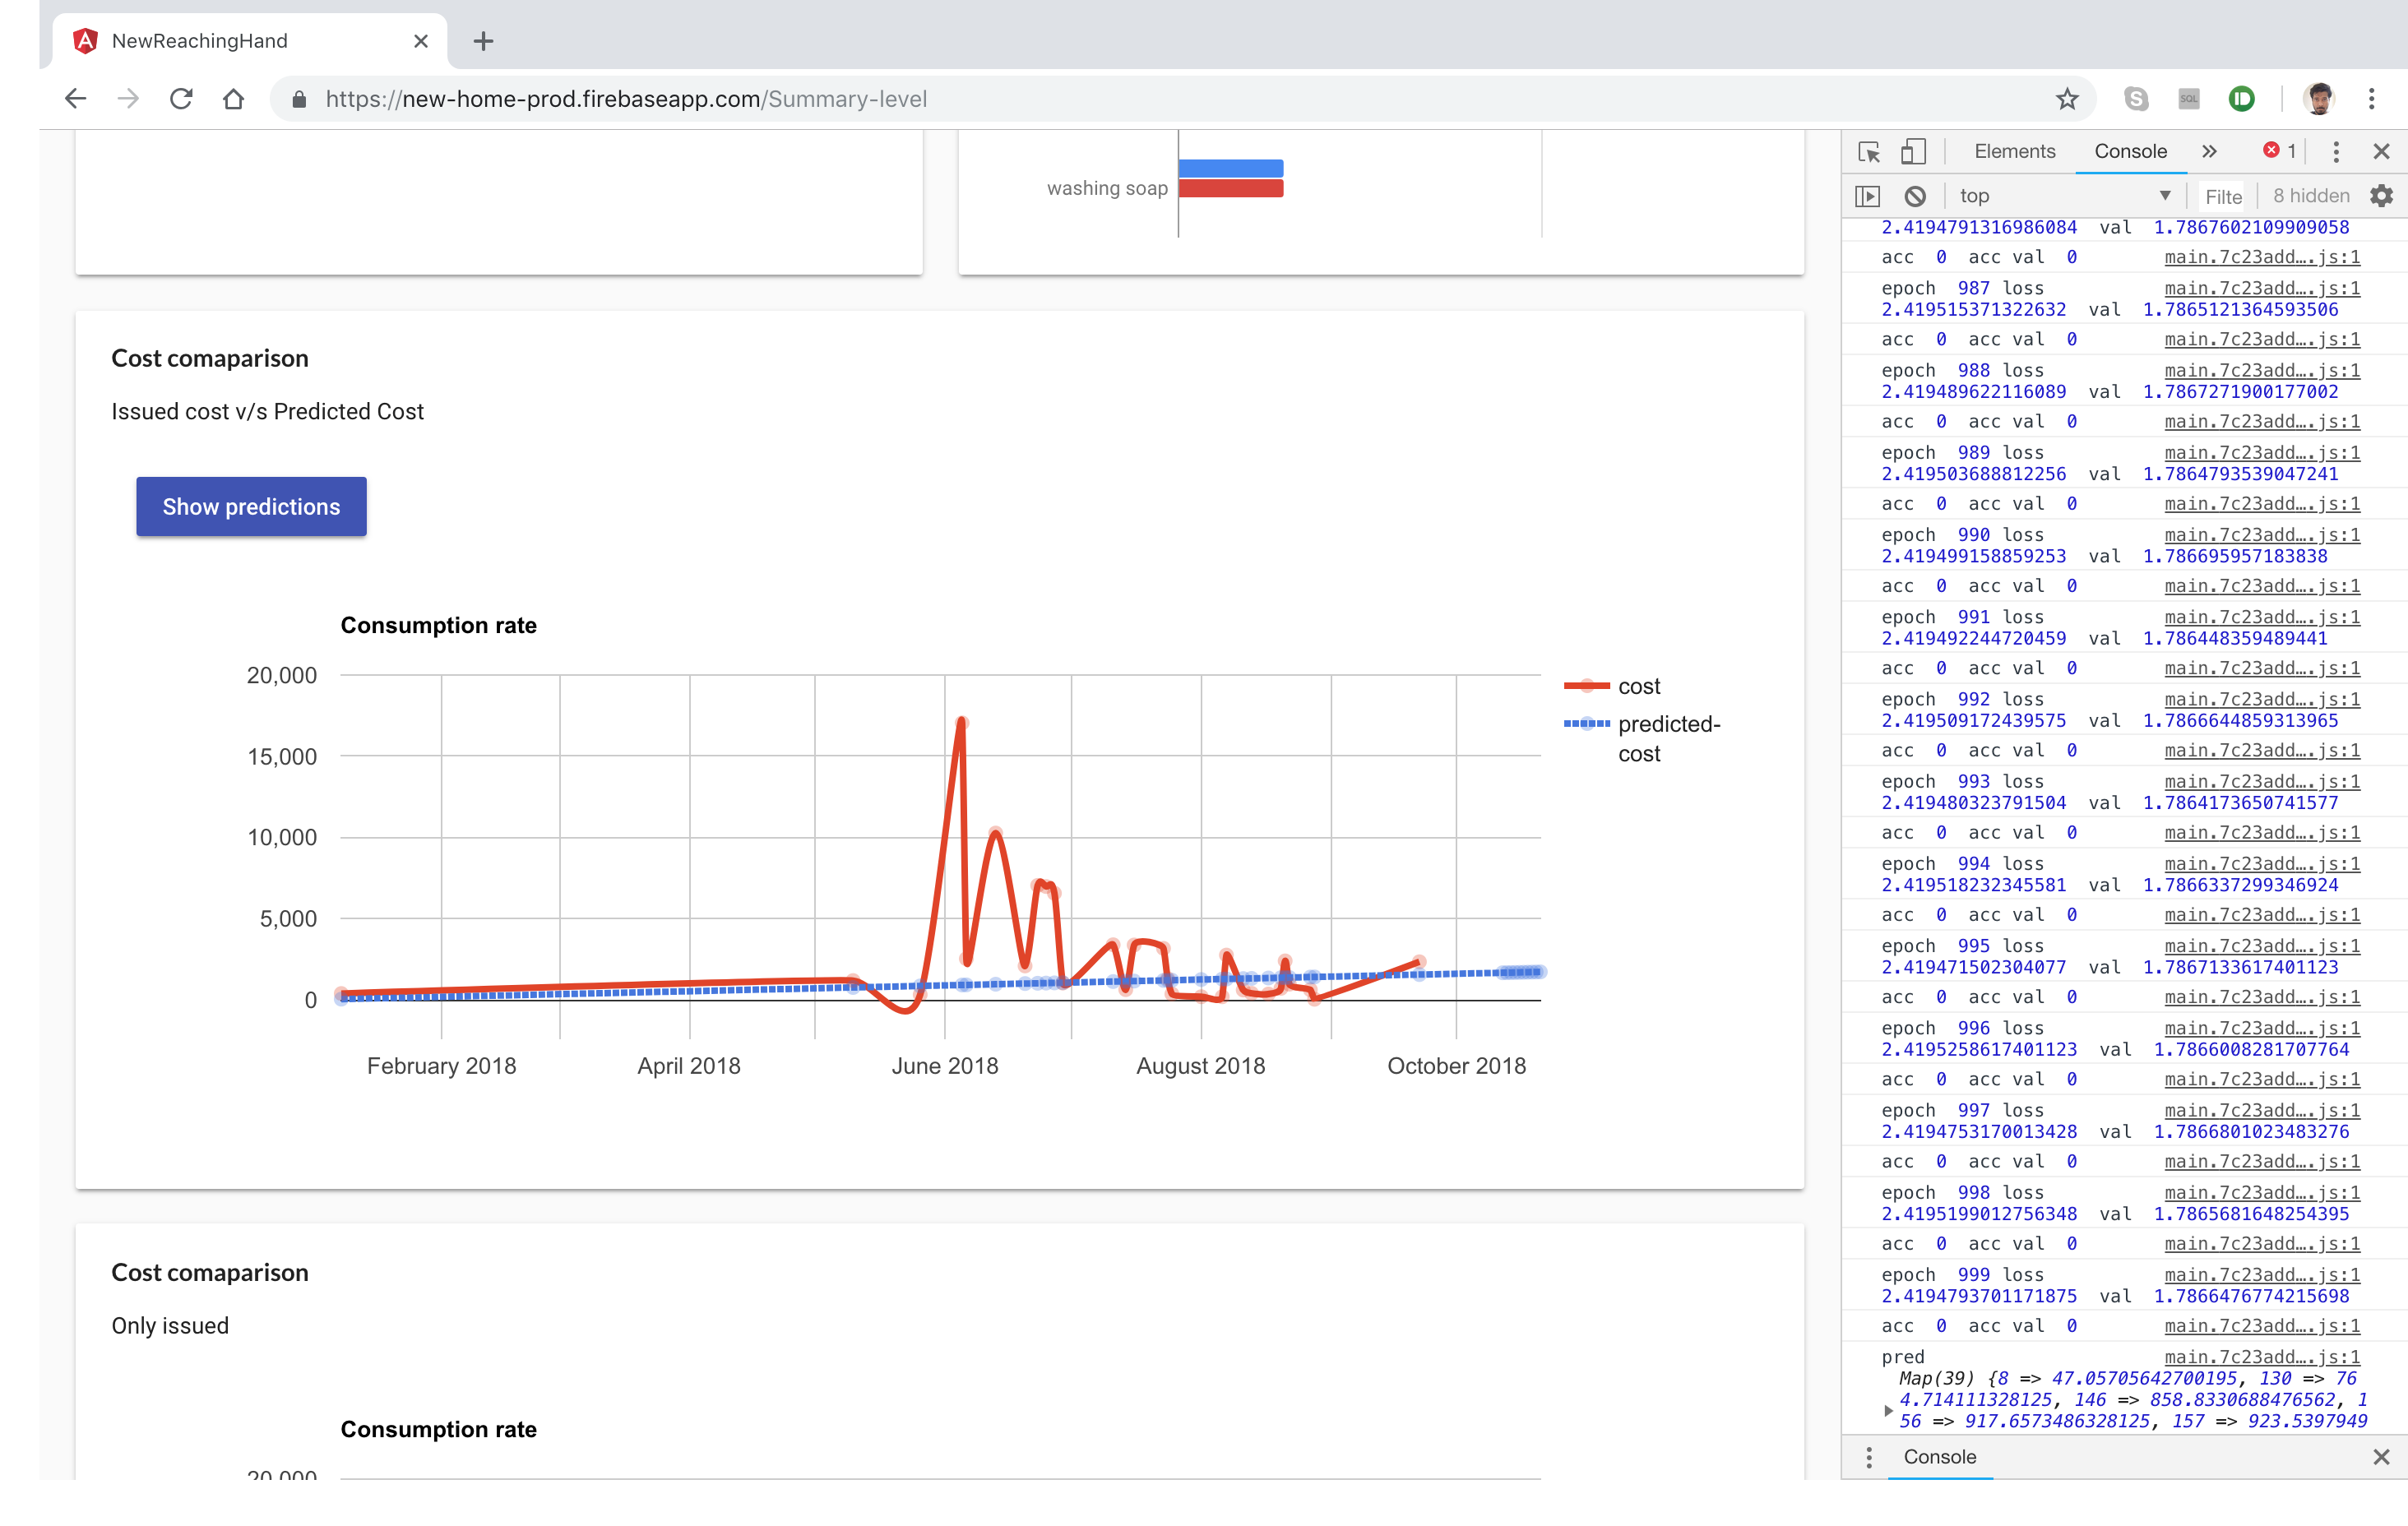 NewReachingHand
https://new-home-prod.firebaseapp.com/Summary-level
washing soap
Cost comaparison
Issued cost v/s Predicted Cost
Show predictions
Consumption rate
20,000
15,000
10,000
5,000
0
cost
predicted-
cost
February 2018
April 2018
June 2018
August 2018
October 2018
Cost comaparison
Only issued
Consumption rate
20,000
Elements
Console
1
top
Filte
8 hidden
2.4194791316986084 val 1.7867602109909058
acc 0 acc val 0 main.7c23add….js:1
epoch 987 loss main.7c23add….js:1
2.419515371322632 val 1.7865121364593506
acc 0 acc val 0 main.7c23add….js:1
epoch 988 loss main.7c23add….js:1
2.419489622116089 val 1.7867271900177002
acc 0 acc val 0 main.7c23add….js:1
epoch 989 loss main.7c23add….js:1
2.419503688812256 val 1.7864793539047241
acc 0 acc val 0 main.7c23add….js:1
epoch 990 loss main.7c23add….js:1
2.419499158859253 val 1.786695957183838
acc 0 acc val 0 main.7c23add….js:1
epoch 991 loss main.7c23add….js:1
2.419492244720459 val 1.786448359489441
acc 0 acc val 0 main.7c23add….js:1
epoch 992 loss main.7c23add….js:1
2.419509172439575 val 1.7866644859313965
acc 0 acc val 0 main.7c23add….js:1
epoch 993 loss main.7c23add….js:1
2.419480323791504 val 1.7864173650741577
acc 0 acc val 0 main.7c23add….js:1
epoch 994 loss main.7c23add….js:1
2.419518232345581 val 1.7866337299346924
acc 0 acc val 0 main.7c23add….js:1
epoch 995 loss main.7c23add….js:1
2.419471502304077 val 1.7867133617401123
acc 0 acc val 0 main.7c23add….js:1
epoch 996 loss main.7c23add….js:1
2.4195258617401123 val 1.7866008281707764
acc 0 acc val 0 main.7c23add….js:1
epoch 997 loss main.7c23add….js:1
2.4194753170013428 val 1.7866801023483276
acc 0 acc val 0 main.7c23add….js:1
epoch 998 loss main.7c23add….js:1
2.4195199012756348 val 1.7865681648254395
acc 0 acc val 0 main.7c23add….js:1
epoch 999 loss main.7c23add….js:1
2.4194793701171875 val 1.7866476774215698
acc 0 acc val 0 main.7c23add….js:1
pred main.7c23add….js:1
Map(39) {8 => 47.05705642700195, 130 => 76
4.714111328125, 146 => 858.8330688476562, 1
56 => 917.6573486328125, 157 => 923.5397949
Console